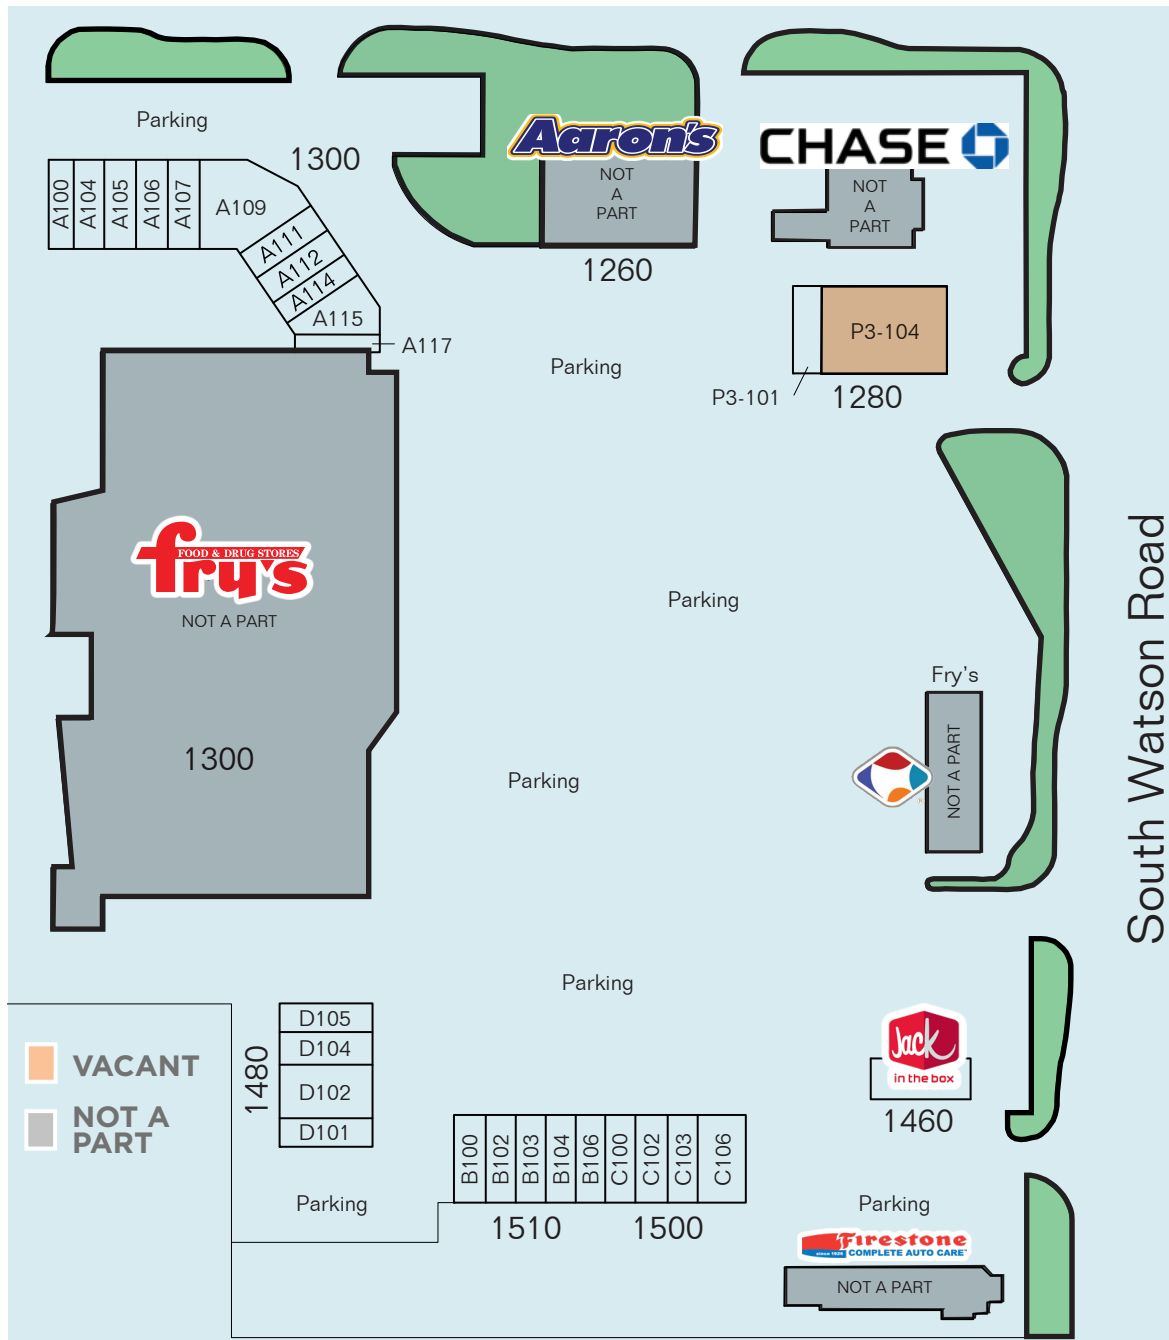 Parking
1300
A100
A104
A105
A106
A107
A109
A111
A112
A114
A115
A117
Aaron's
NOT
A
PART
1260
CHASE
NOT
A
PART
P3-104
P3-101
1280
Parking
fry's
FOOD & DRUG STORES
NOT A PART
1300
Parking
Parking
Fry's
NOT A PART
®
South Watson Road
Parking
VACANT
NOT A
PART
1480
D105
D104
D102
D101
Parking
B100
B102
B103
B104
B106
C100
C102
C103
C106
1510
1500
Jack
in the box
1460
Parking
Firestone
since 1926
COMPLETE AUTO CARE
NOT A PART